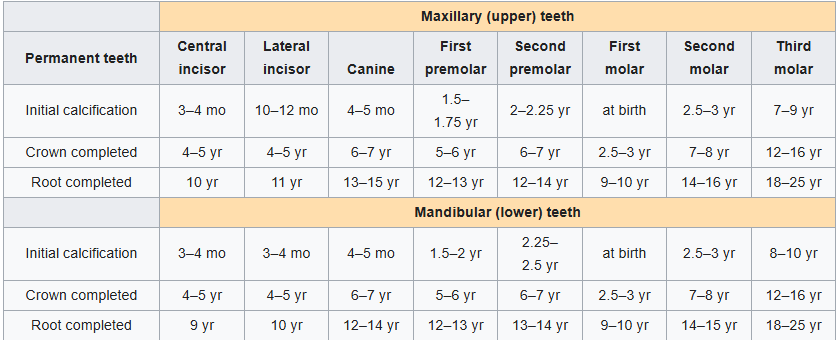 Maxillary (upper) teeth
Permanent teeth Central incisor Lateral incisor Canine First premolar Second premolar First molar Second molar Third molar
Initial calcification 3–4 mo 10–12 mo 4–5 mo 1.5–1.75 yr 2–2.25 yr at birth 2.5–3 yr 7–9 yr
Crown completed 4–5 yr 4–5 yr 6–7 yr 5–6 yr 6–7 yr 2.5–3 yr 7–8 yr 12–16 yr
Root completed 10 yr 11 yr 13–15 yr 12–13 yr 12–14 yr 9–10 yr 14–16 yr 18–25 yr
Mandibular (lower) teeth
Initial calcification 3–4 mo 3–4 mo 4–5 mo 1.5–2 yr 2.25–2.5 yr at birth 2.5–3 yr 8–10 yr
Crown completed 4–5 yr 4–5 yr 6–7 yr 5–6 yr 6–7 yr 2.5–3 yr 7–8 yr 12–16 yr
Root completed 9 yr 10 yr 12–14 yr 12–13 yr 13–14 yr 9–10 yr 14–15 yr 18–25 yr